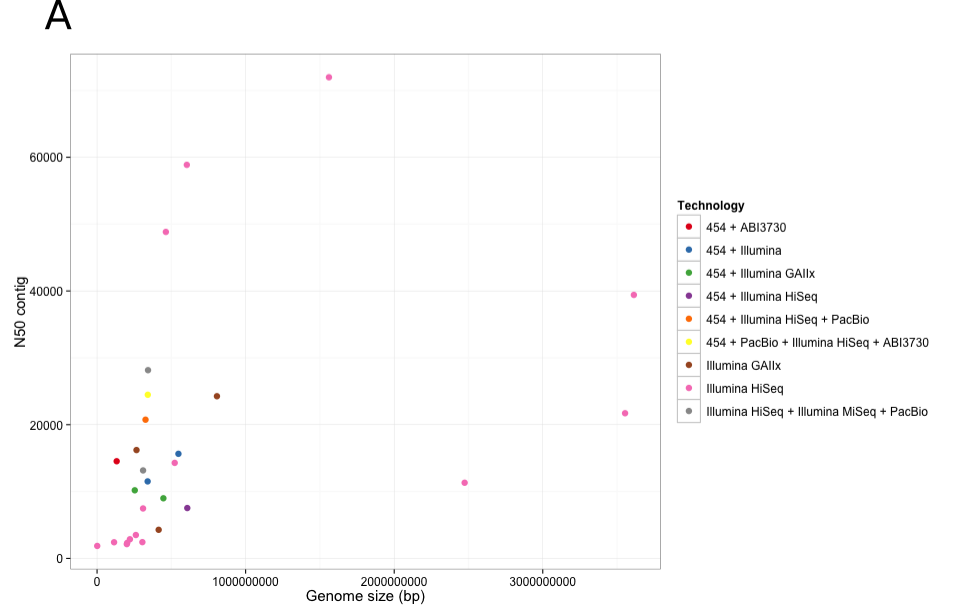 A
60000
40000
20000
0
N50 contig
0
1000000000
2000000000
3000000000
Genome size (bp)
Technology
454 + ABI3730
454 + Illumina
454 + Illumina GAIIx
454 + Illumina HiSeq
454 + Illumina HiSeq + PacBio
454 + PacBio + Illumina HiSeq + ABI3730
Illumina GAIIx
Illumina HiSeq
Illumina HiSeq + Illumina MiSeq + PacBio